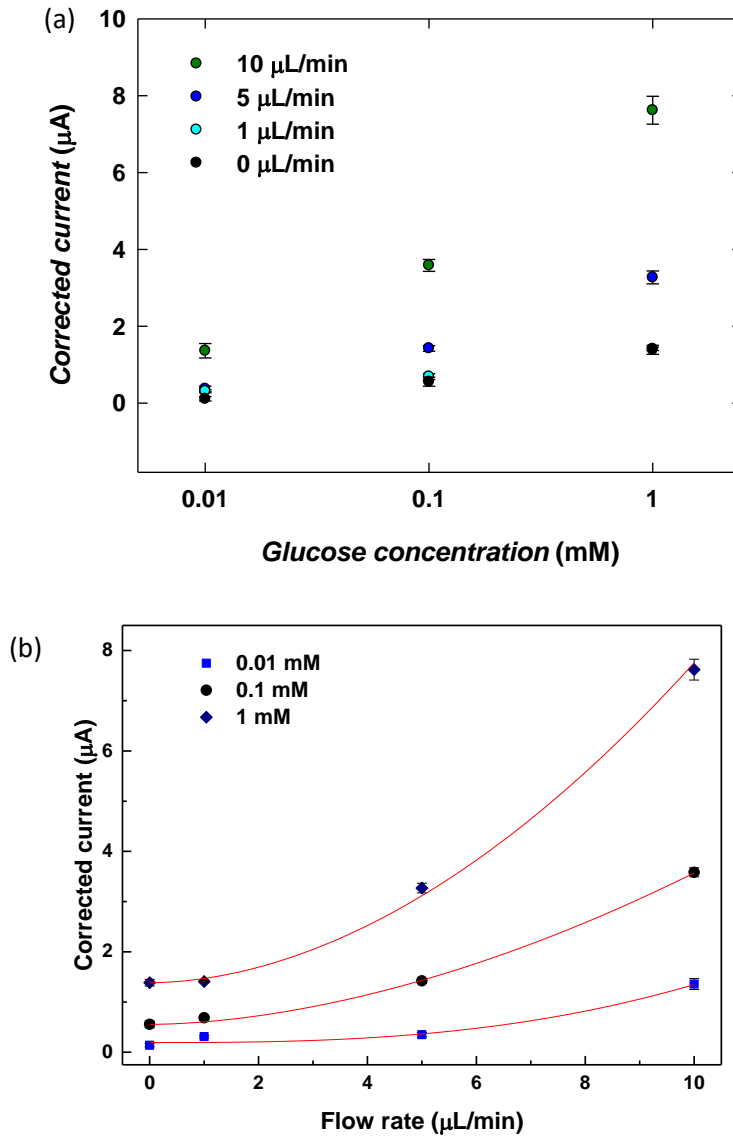 (a)
10
8
6
4
2
0
10 μL/min
5 μL/min
1 μL/min
0 μL/min
Corrected current (μA)
0.01 0.1 1
Glucose concentration (mM)
(b)
8
6
4
2
0
0.01 mM
0.1 mM
1 mM
Corrected current (μA)
0 2 4 6 8 10
Flow rate (μL/min)